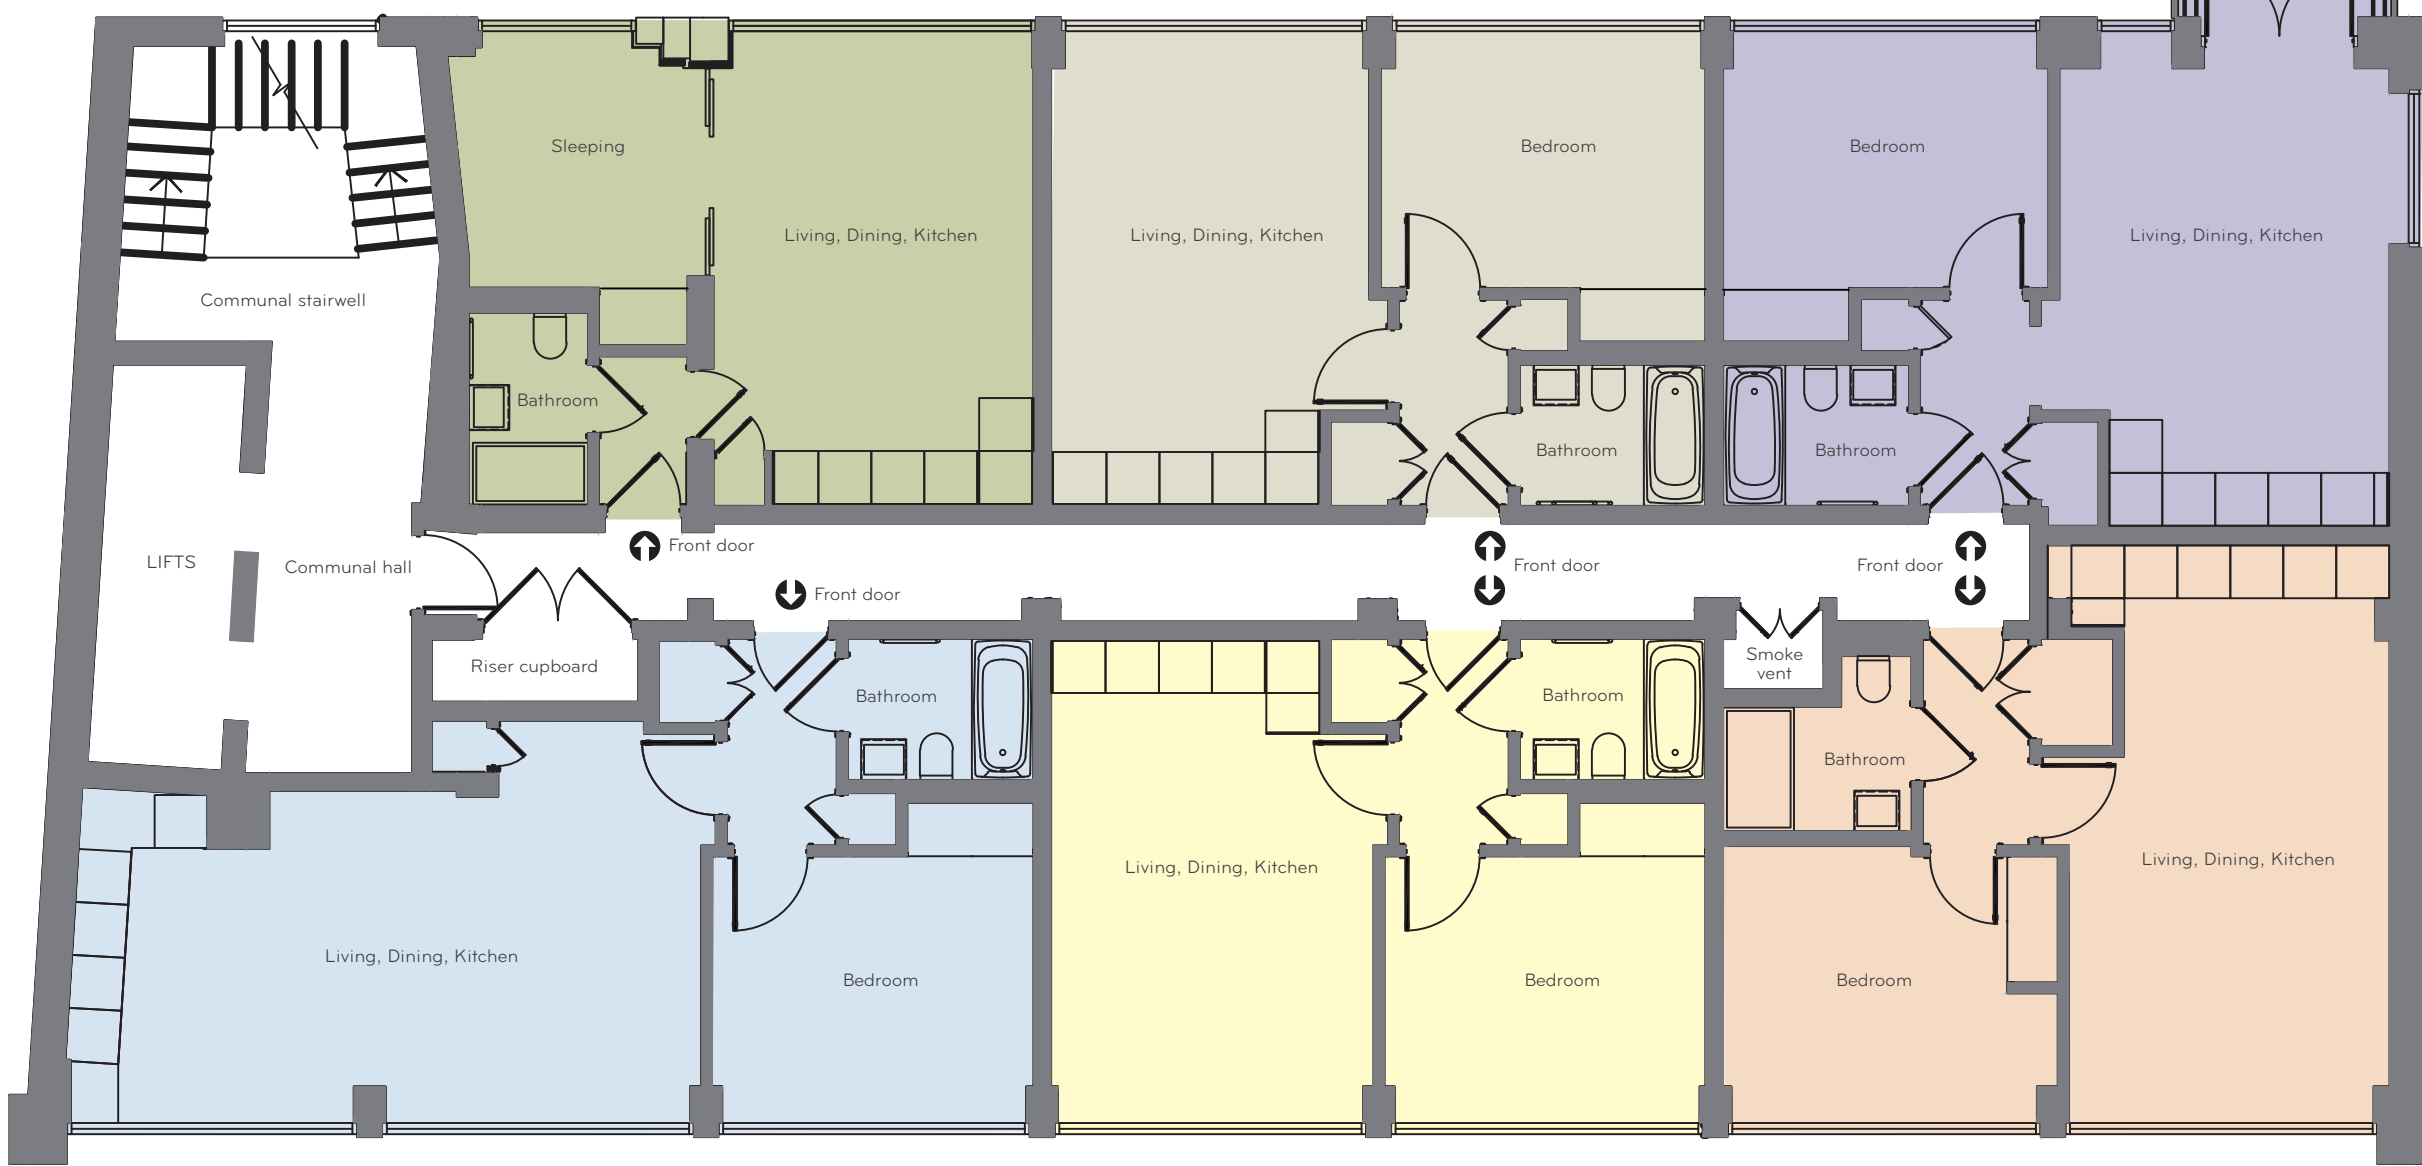 Sleeping
Bedroom
Bedroom
Living, Dining, Kitchen
Living, Dining, Kitchen
Living, Dining, Kitchen
Communal stairwell
Bathroom
Bathroom
Bathroom
Front door
LIFTS
Communal hall
Front door
Front door
Front door
Riser cupboard
Smoke
vent
Bathroom
Bathroom
Bathroom
Living, Dining, Kitchen
Living, Dining, Kitchen
Living, Dining, Kitchen
Bedroom
Bedroom
Bedroom